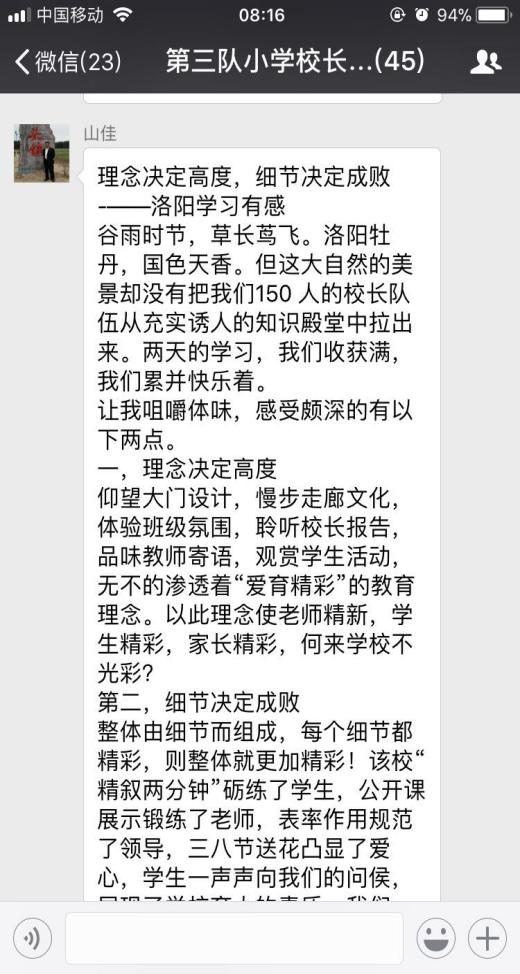 中国移动 08:16 94%
微信(23) 第三队小学校长...(45)
山佳
理念决定高度，细节决定成败
-——洛阳学习有感
谷雨时节，草长莺飞。洛阳牡
丹，国色天香。但这大自然的美
景却没有把我们150 人的校长队
伍从充实诱人的知识殿堂中拉出
来。两天的学习，我们收获满，
我们累并快乐着。
让我咀嚼体味，感受颇深的有以
下两点。
一，理念决定高度
仰望大门设计，慢步走廊文化，
体验班级氛围，聆听校长报告，
品味教师寄语，观赏学生活动，
无不的渗透着“爱育精彩”的教育
理念。以此理念使老师精新，学
生精彩，家长精彩，何来学校不
光彩?
第二，细节决定成败
整体由细节而组成，每个细节都
精彩，则整体就更加精彩！该校“
精叙两分钟”砺练了学生，公开课
展示锻练了老师，表率作用规范
了领导，三八节送花凸显了爱
心，学生一声声向我们的问侯，